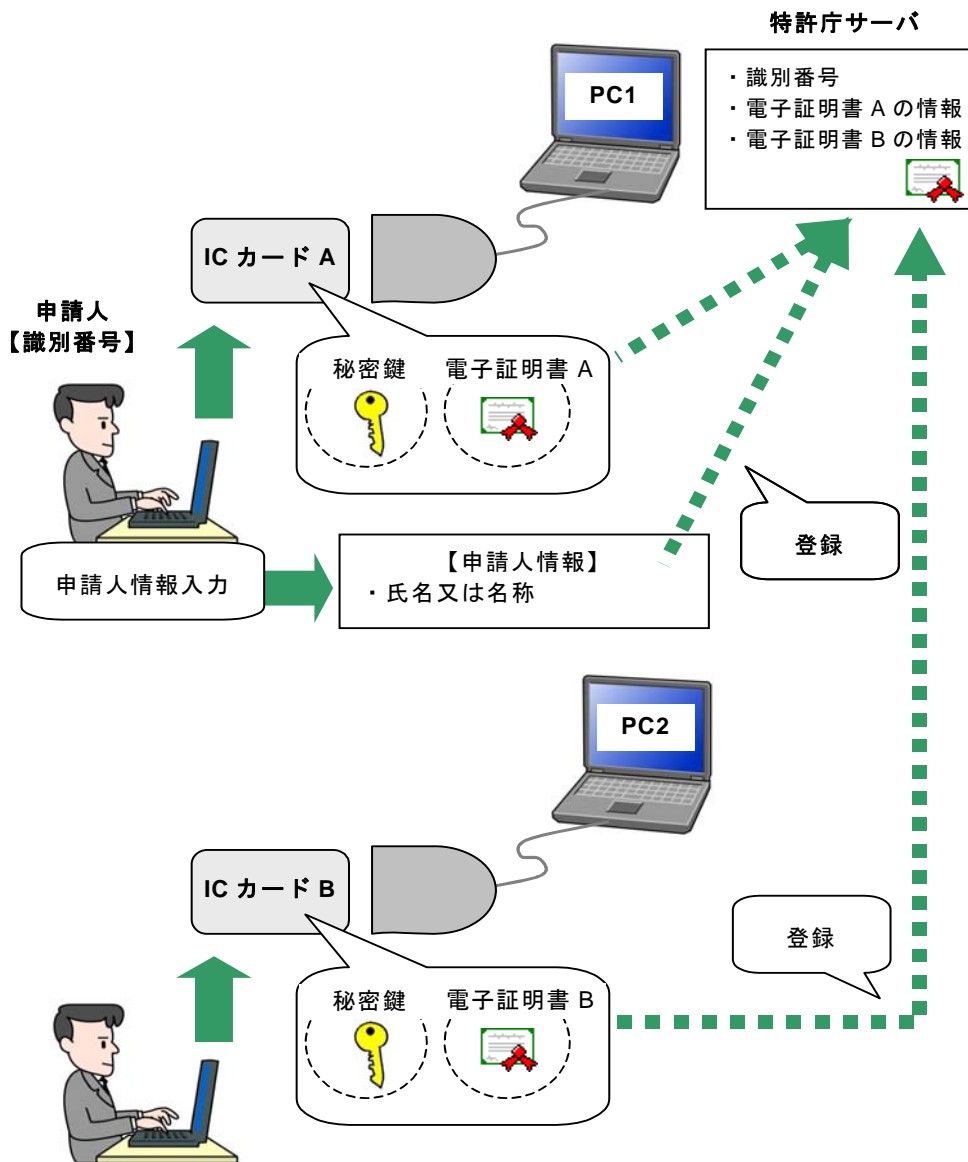 特許庁サーバ
・識別番号
・電子証明書 A の情報
・電子証明書 B の情報
PC1
IC カード A
申請人
【識別番号】
秘密鍵
電子証明書 A
登録
申請人情報入力
【申請人情報】
・氏名又は名称
PC2
IC カード B
登録
秘密鍵
電子証明書 B